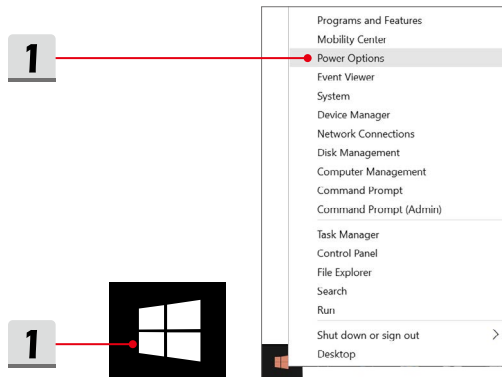 1
Programs and Features
Mobility Center
Power Options
Event Viewer
System
Device Manager
Network Connections
Disk Management
Computer Management
Command Prompt
Command Prompt (Admin)
Task Manager
Control Panel
File Explorer
Search
Run
Shut down or sign out
Desktop
1